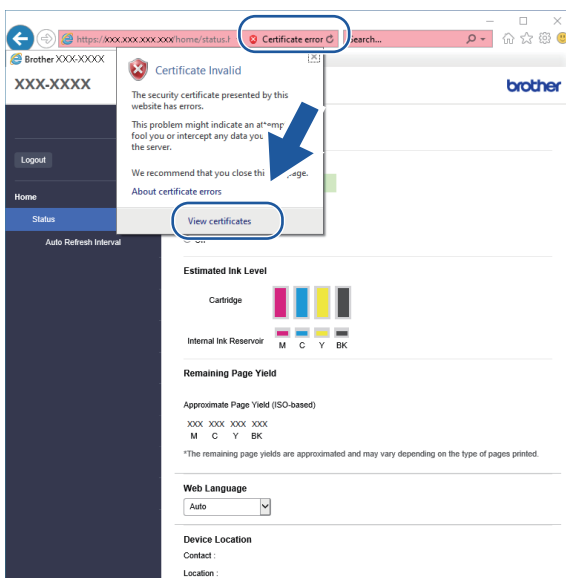 https://xxx.xxx.xxx.xxx/home/status.h
Certificate error
Search...
Brother XXX-XXXX
XXX-XXXX
brother
Certificate Invalid
The security certificate presented by this
website has errors.
This problem might indicate an
fool you or intercept any data you
the server.
We recommend that you close
About certificate errors
View certificates
Logout
Home
Status
Auto Refresh Interval
Estimated Ink Level
Cartridge
Internal Ink Reservoir
M C Y BK
Remaining Page Yield
Approximate Page Yield (ISO-based)
XXX XXX XXX XXX
M C Y BK
*The remaining page yields are approximated and may vary depending on the type of pages printed.
Web Language
Auto
Device Location
Contact :
Location :